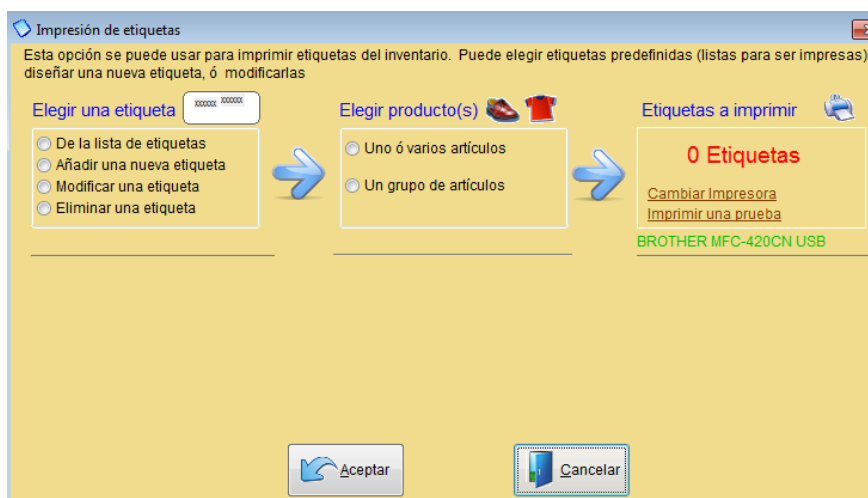 Impresión de etiquetas
Esta opción se puede usar para imprimir etiquetas del inventario. Puede elegir etiquetas predefinidas (listas para ser impresas)
diseñar una nueva etiqueta, ó modificarlas
Elegir una etiqueta
xxxxxx xxxxxx
De la lista de etiquetas
Añadir una nueva etiqueta
Modificar una etiqueta
Eliminar una etiqueta
Elegir producto(s)
Uno ó varios artículos
Un grupo de artículos
Etiquetas a imprimir
0 Etiquetas
Cambiar Impresora
Imprimir una prueba
BROTHER MFC-420CN USB
Aceptar
Cancelar